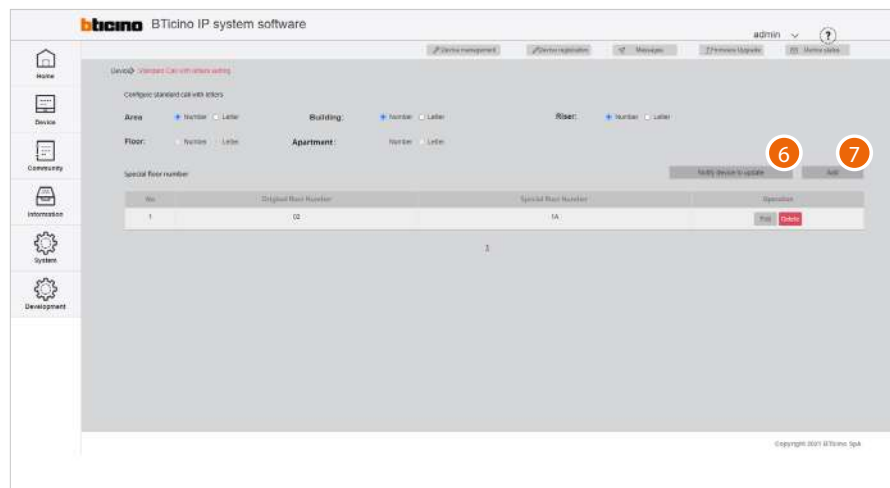 bticino BTicino IP system software
admin ?
Device management Device registration Messages Firmware Upgrade Device status
Home
Device
Community
Information
System
Development
Device Standard Call with letters setting
Configure standard call with letters
Area Number Letter Building: Number Letter Riser: Number Letter
Floor: Number Letter Apartment: Number Letter
6 7
Special floor number Notify device to update Add
No Original floor Number Special floor Number Operation
1 02 1A Edit Delete
1
Copyright 2021 BTicino SpA